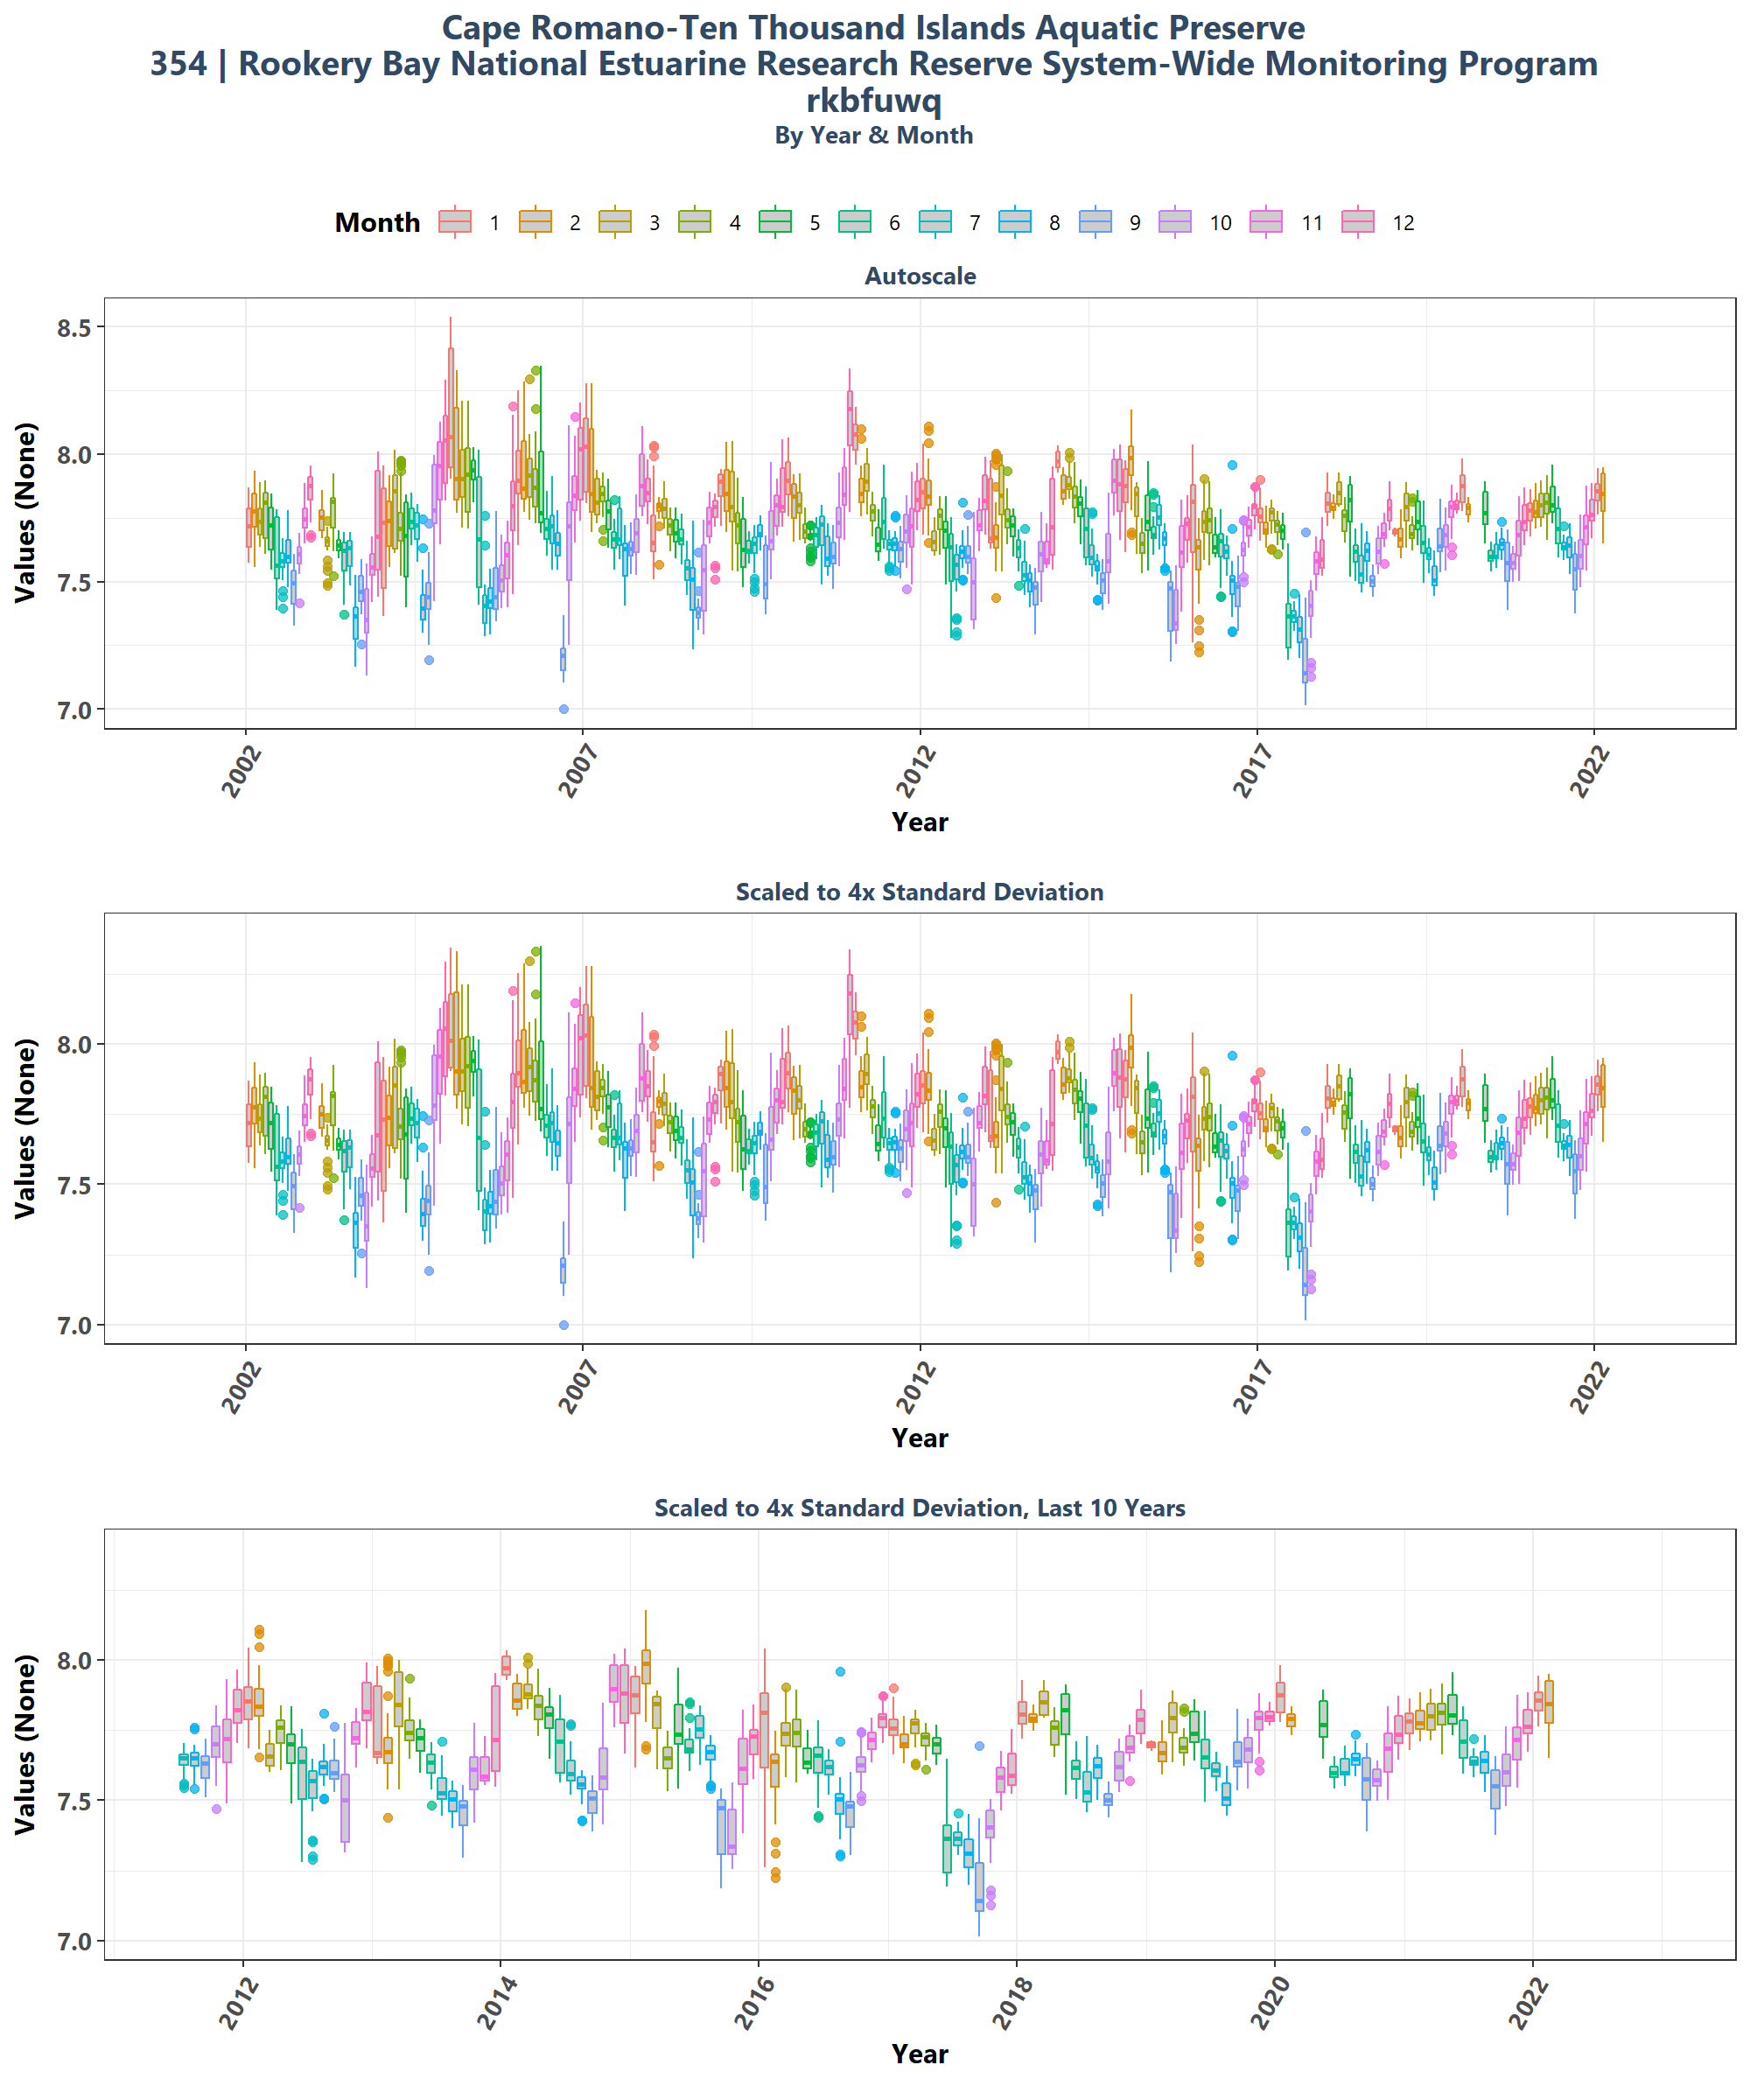 Cape Romano-Ten Thousand Islands Aquatic Preserve
354 | Rookery Bay National Estuarine Research Reserve System-Wide Monitoring Program
rkbfuwq
By Year & Month
Month 1 2 3 4 5 6 7 8 9 10 11 12
Autoscale
Values (None)
8.5
8.0
7.5
7.0
2002 2007 2012 2017 2022
Year
Scaled to 4x Standard Deviation
Values (None)
8.0
7.5
7.0
2002 2007 2012 2017 2022
Year
Scaled to 4x Standard Deviation, Last 10 Years
Values (None)
8.0
7.5
7.0
2012 2014 2016 2018 2020 2022
Year